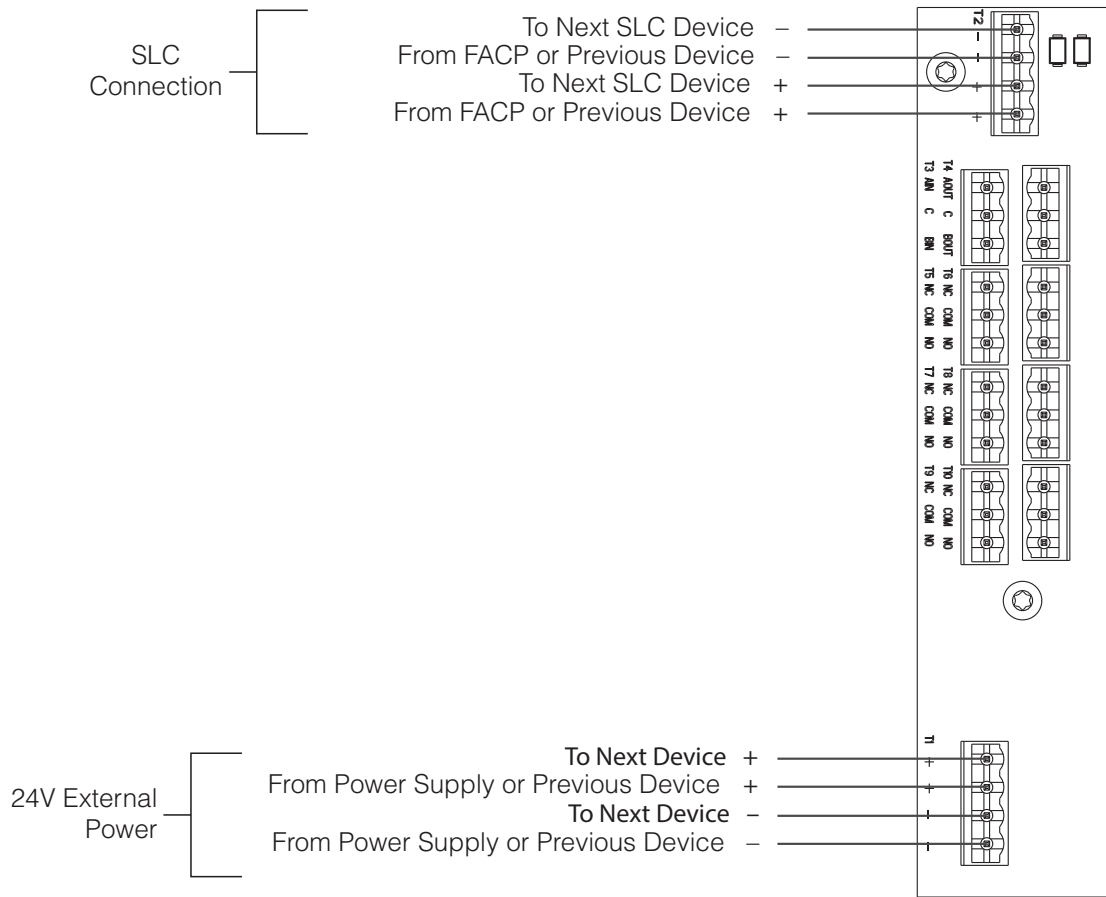 SLC
Connection
To Next SLC Device –
From FACP or Previous Device –
To Next SLC Device +
From FACP or Previous Device +
T2
–
–
+
+
T3 AIN C BIN
T4 AOUT C BOUT
T5 NC COM NO
T6 NC COM NO
T7 NC COM NO
T8 NC COM NO
T9 NC COM NO
T10 NC COM NO
24V External
Power
To Next Device +
From Power Supply or Previous Device +
To Next Device –
From Power Supply or Previous Device –
T1
+
+
–
–